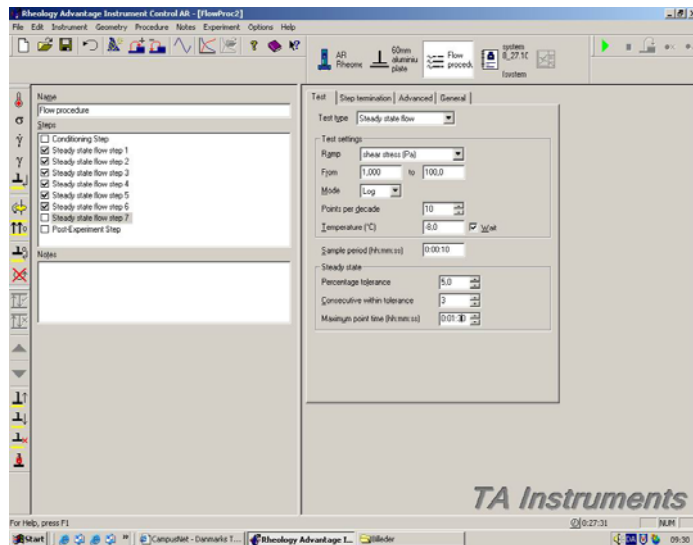 Rheology Advantage Instrument Control AR - [FlowProc2]
File Edit Instrument Geometry Procedure Notes Experiment Options Help
AR Rheome
60mm aluminiu plate
Flow procedu
system 0_27.10 (system
Name
Flow procedure
Steps
Conditioning Step
Steady state flow step 1
Steady state flow step 2
Steady state flow step 3
Steady state flow step 4
Steady state flow step 5
Steady state flow step 6
Steady state flow step 7
Post-Experiment Step
Notes
Test Step termination Advanced General
Test type Steady state flow
Test settings
Ramp shear stress (Pa)
From 1,000 to 100,0
Mode Log
Points per decade 10
Temperature (°C) -8,0 Wait
Sample period (hh:mm:ss) 0:00:10
Steady state
Percentage tolerance 5,0
Consecutive within tolerance 3
Maximum point time (hh:mm:ss)
TA Instruments
For Help, press F1 0:27:31 NUM
Start CampusNet - Danmarks T... Rheology Advantage I... Billeder DA 09:30